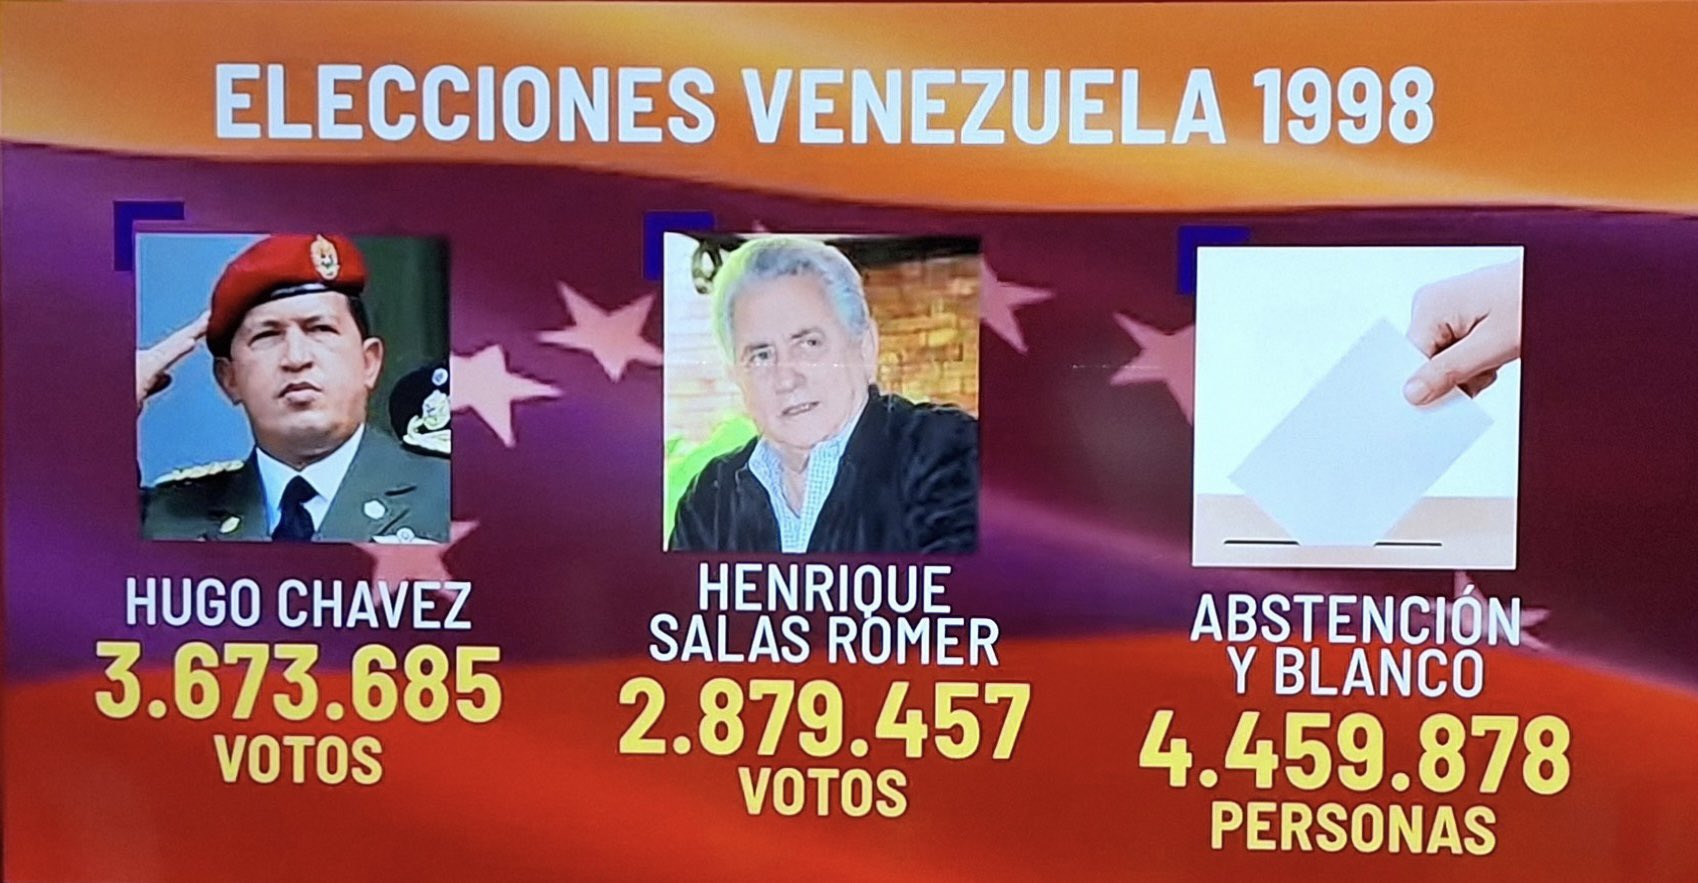 ELECCIONES VENEZUELA 1998
HUGO CHAVEZ
3.673.685
VOTOS
HENRIQUE
SALAS ROMER
2.879.457
VOTOS
ABSTENCIÓN
Y BLANCO
4.459.878
PERSONAS